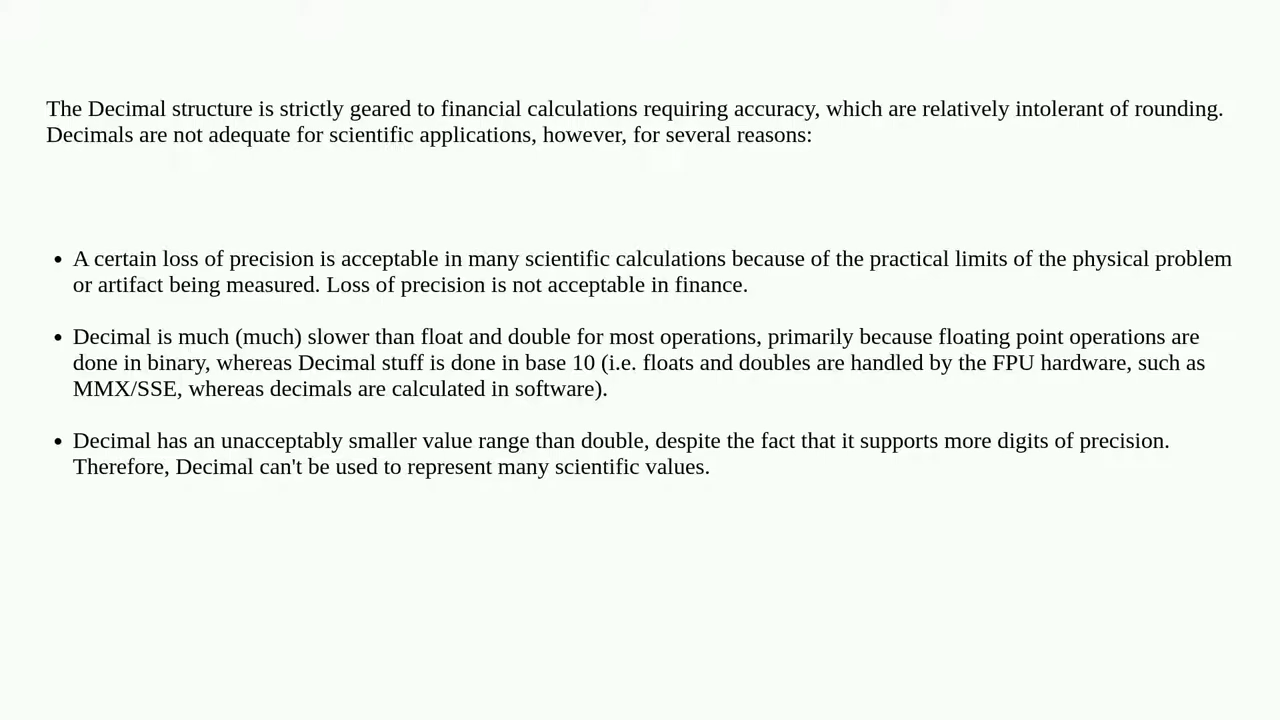 The Decimal structure is strictly geared to financial calculations requiring accuracy, which are relatively intolerant of rounding.
Decimals are not adequate for scientific applications, however, for several reasons:
• A certain loss of precision is acceptable in many scientific calculations because of the practical limits of the physical problem
or artifact being measured. Loss of precision is not acceptable in finance.
• Decimal is much (much) slower than float and double for most operations, primarily because floating point operations are
done in binary, whereas Decimal stuff is done in base 10 (i.e. floats and doubles are handled by the FPU hardware, such as
MMX/SSE, whereas decimals are calculated in software).
• Decimal has an unacceptably smaller value range than double, despite the fact that it supports more digits of precision.
Therefore, Decimal can't be used to represent many scientific values.